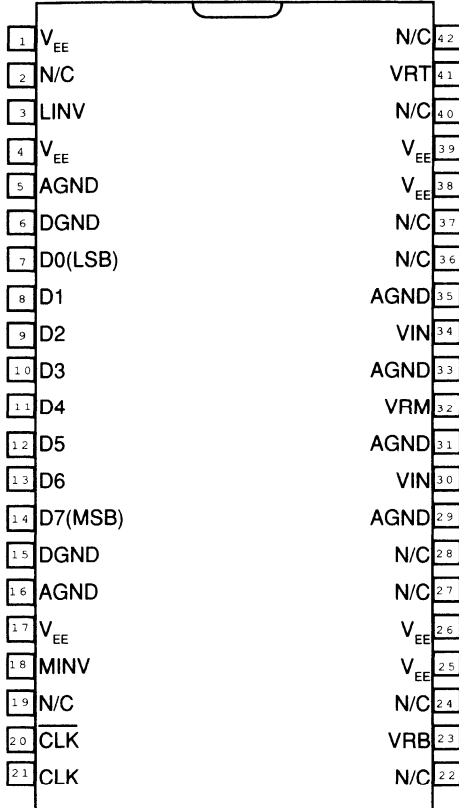 1 VEE N/C 42
2 N/C VRT 41
3 LINV N/C 40
4 VEE VEE 39
5 AGND VEE 38
6 DGND N/C 37
7 D0(LSB) N/C 36
8 D1 AGND 35
9 D2 VIN 34
10 D3 AGND 33
11 D4 VRM 32
12 D5 AGND 31
13 D6 VIN 30
14 D7(MSB) AGND 29
15 DGND N/C 28
16 AGND N/C 27
17 VEE VEE 26
18 MINV VEE 25
19 N/C N/C 24
20 CLK VRB 23
21 CLK N/C 22